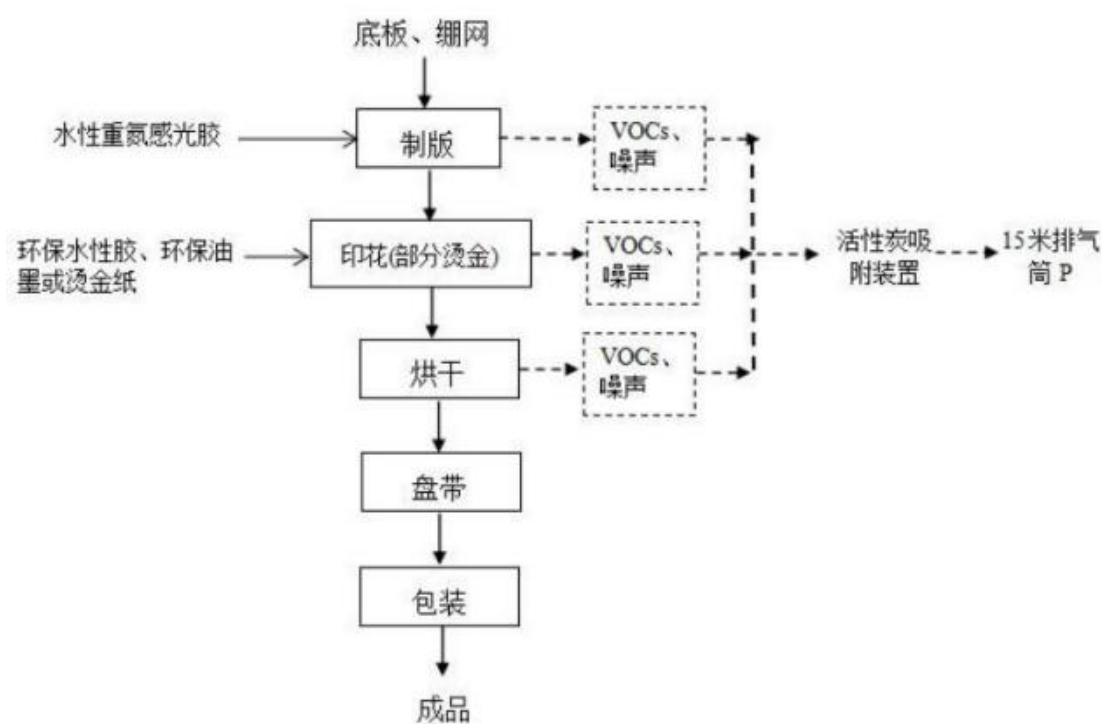 底板、绷网
水性重氮感光胶
制版
VOCs、
噪声
环保水性胶、环保油
墨或烫金纸
印花(部分烫金)
VOCs、
噪声
活性炭吸
附装置
15米排气
筒 P
烘干
VOCs、
噪声
盘带
包装
成品